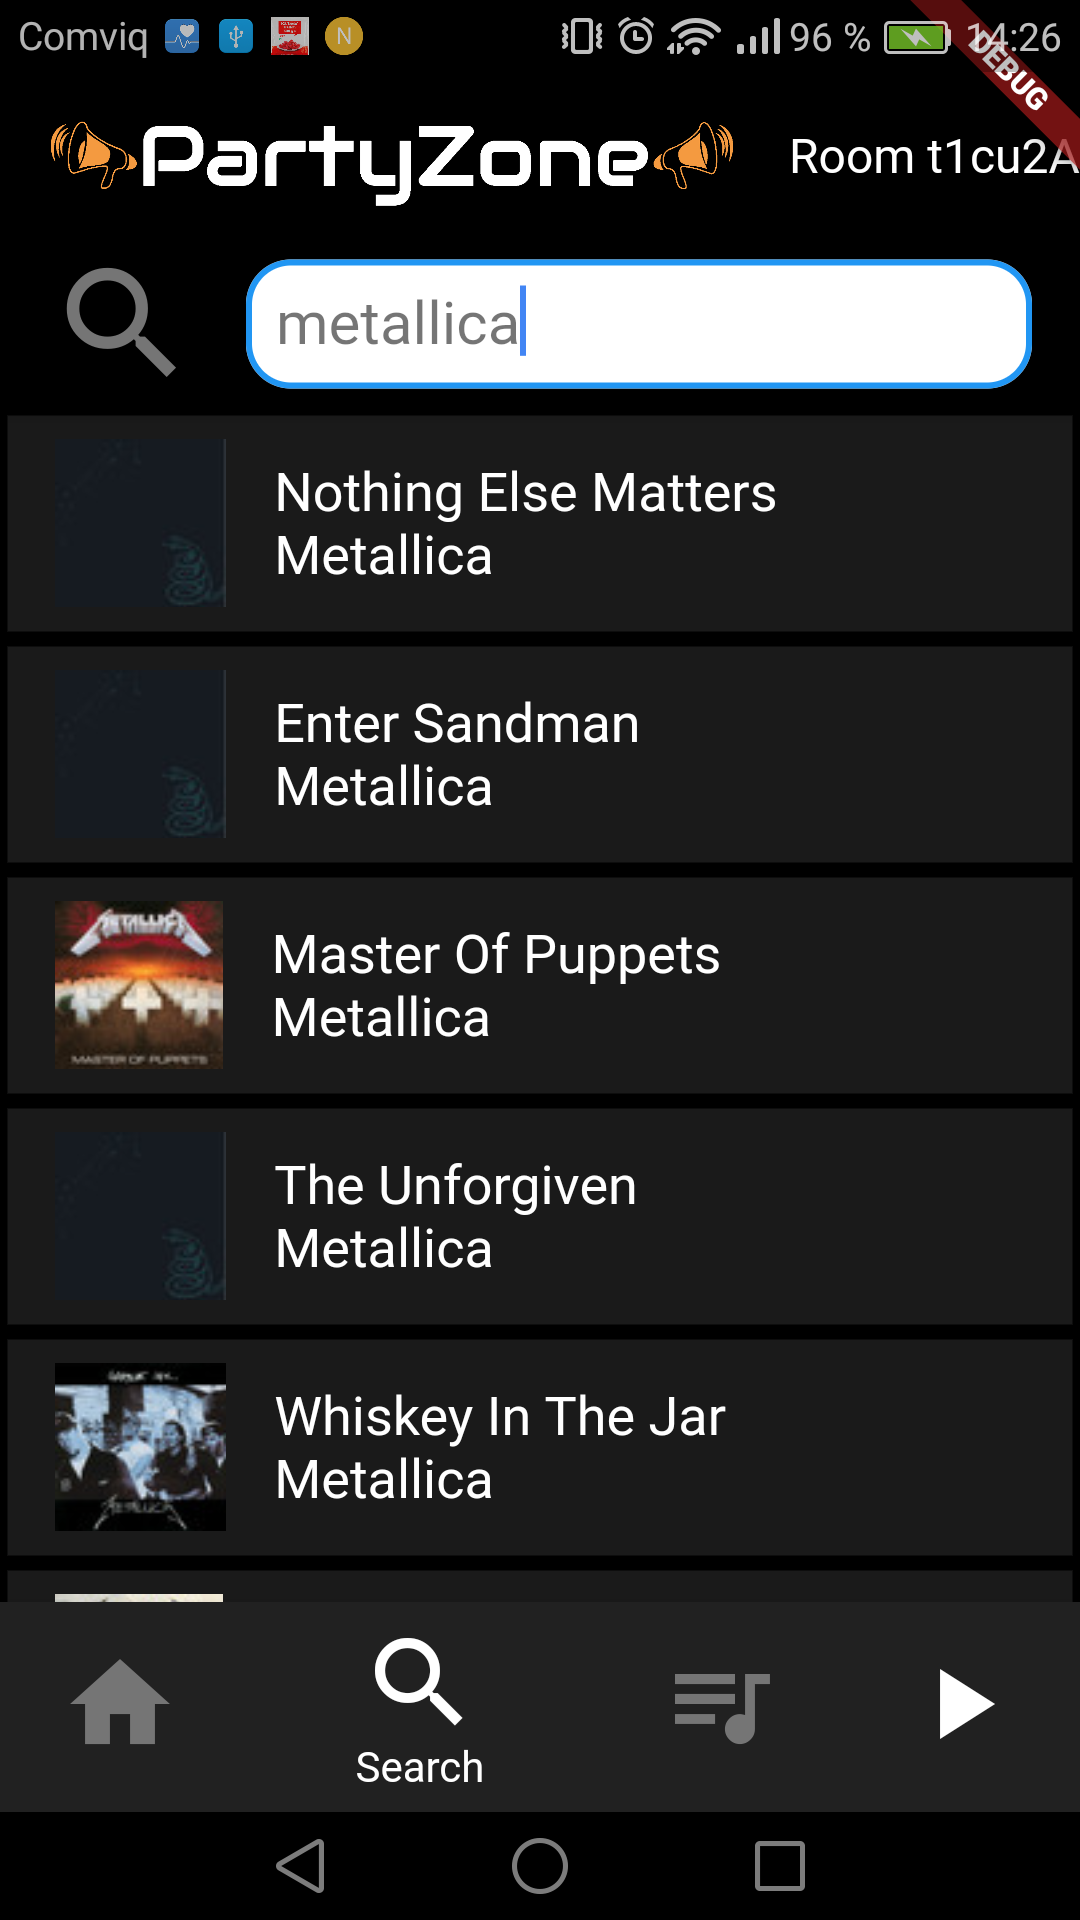 Comviq N 96 % 14:26
DEBUG
PartyZone Room t1cu2A
metallica
Nothing Else Matters
Metallica
Enter Sandman
Metallica
METALLICA
MASTER OF PUPPETS
Master Of Puppets
Metallica
The Unforgiven
Metallica
Whiskey In The Jar
Metallica
Search